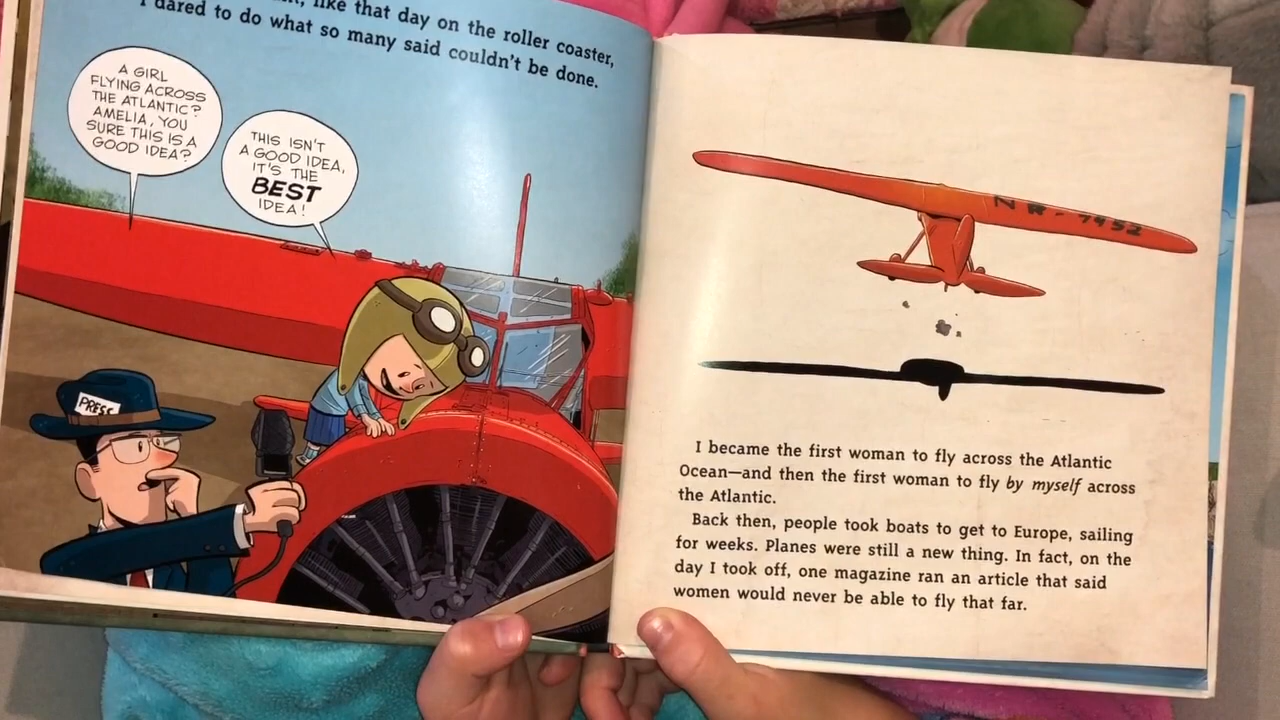 like that day on the roller coaster,
I dared to do what so many said couldn't be done.
A GIRL
FLYING ACROSS
THE ATLANTIC?
AMELIA, YOU
SURE THIS IS A
GOOD IDEA?
THIS ISN'T
A GOOD IDEA,
IT'S THE
BEST
IDEA!
PRESS
NR-7952
I became the first woman to fly across the Atlantic
Ocean—and then the first woman to fly by myself across
the Atlantic.
Back then, people took boats to get to Europe, sailing
for weeks. Planes were still a new thing. In fact, on the
day I took off, one magazine ran an article that said
women would never be able to fly that far.